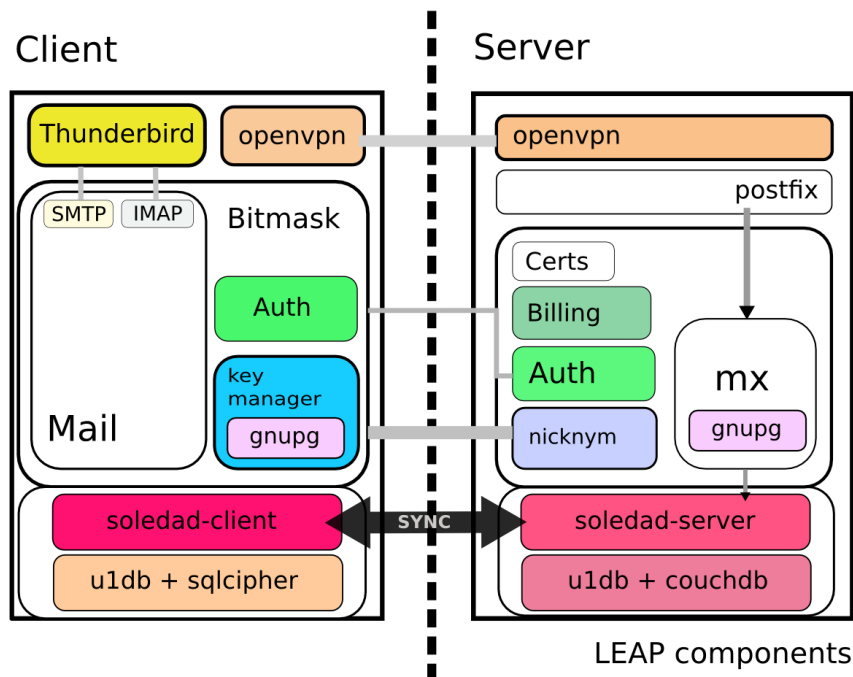 Client
Server
Thunderbird
openvpn
openvpn
postfix
SMTP
IMAP
Bitmask
Certs
Billing
Auth
Auth
mx
key
manager
gnupg
Mail
nicknym
gnupg
soledad-client
SYNC
soledad-server
u1db + sqlcipher
u1db + couchdb
LEAP components